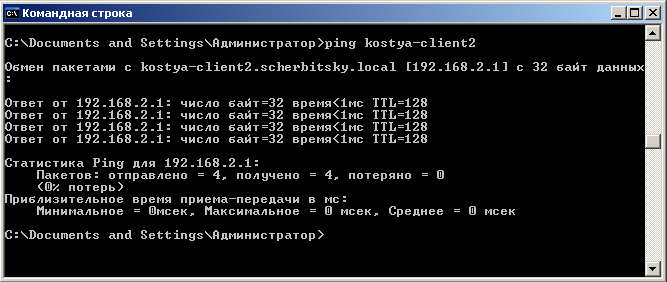 Командная строка
C:\Documents and Settings\Администратор>ping kostya-client2
Обмен пакетами с kostya-client2.scherbitsky.local [192.168.2.1] с 32 байт данных
:
Ответ от 192.168.2.1: число байт=32 время<1мс TTL=128
Ответ от 192.168.2.1: число байт=32 время<1мс TTL=128
Ответ от 192.168.2.1: число байт=32 время<1мс TTL=128
Ответ от 192.168.2.1: число байт=32 время<1мс TTL=128
Статистика Ping для 192.168.2.1:
Пакетов: отправлено = 4, получено = 4, потеряно = 0
(0% потерь)
Приблизительное время приема-передачи в мс:
Минимальное = 0мсек, Максимальное = 0 мсек, Среднее = 0 мсек
C:\Documents and Settings\Администратор>